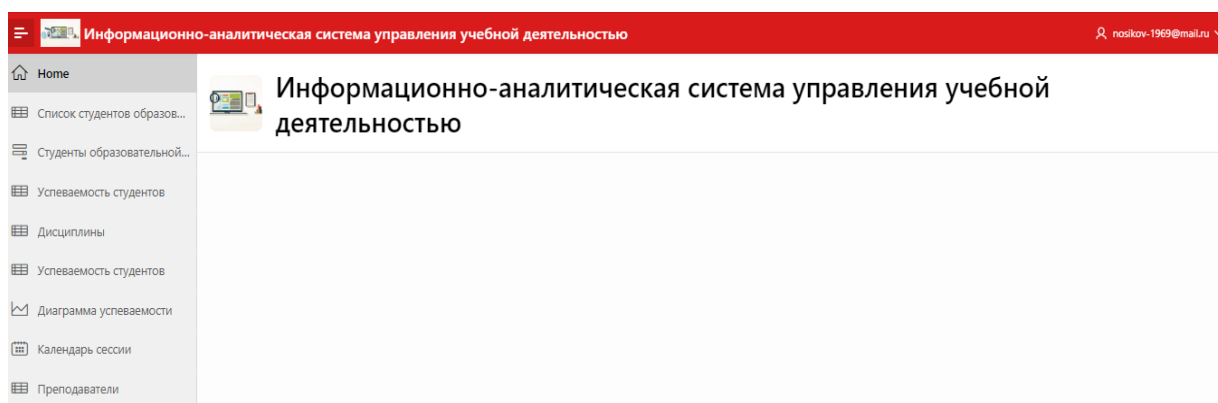 Информационно-аналитическая система управления учебной деятельностью
nosikov-1969@mail.ru
Home
Список студентов образов...
Студенты образовательной...
Успеваемость студентов
Дисциплины
Успеваемость студентов
Диаграмма успеваемости
Календарь сессии
Преподаватели
Информационно-аналитическая система управления учебной
деятельностью